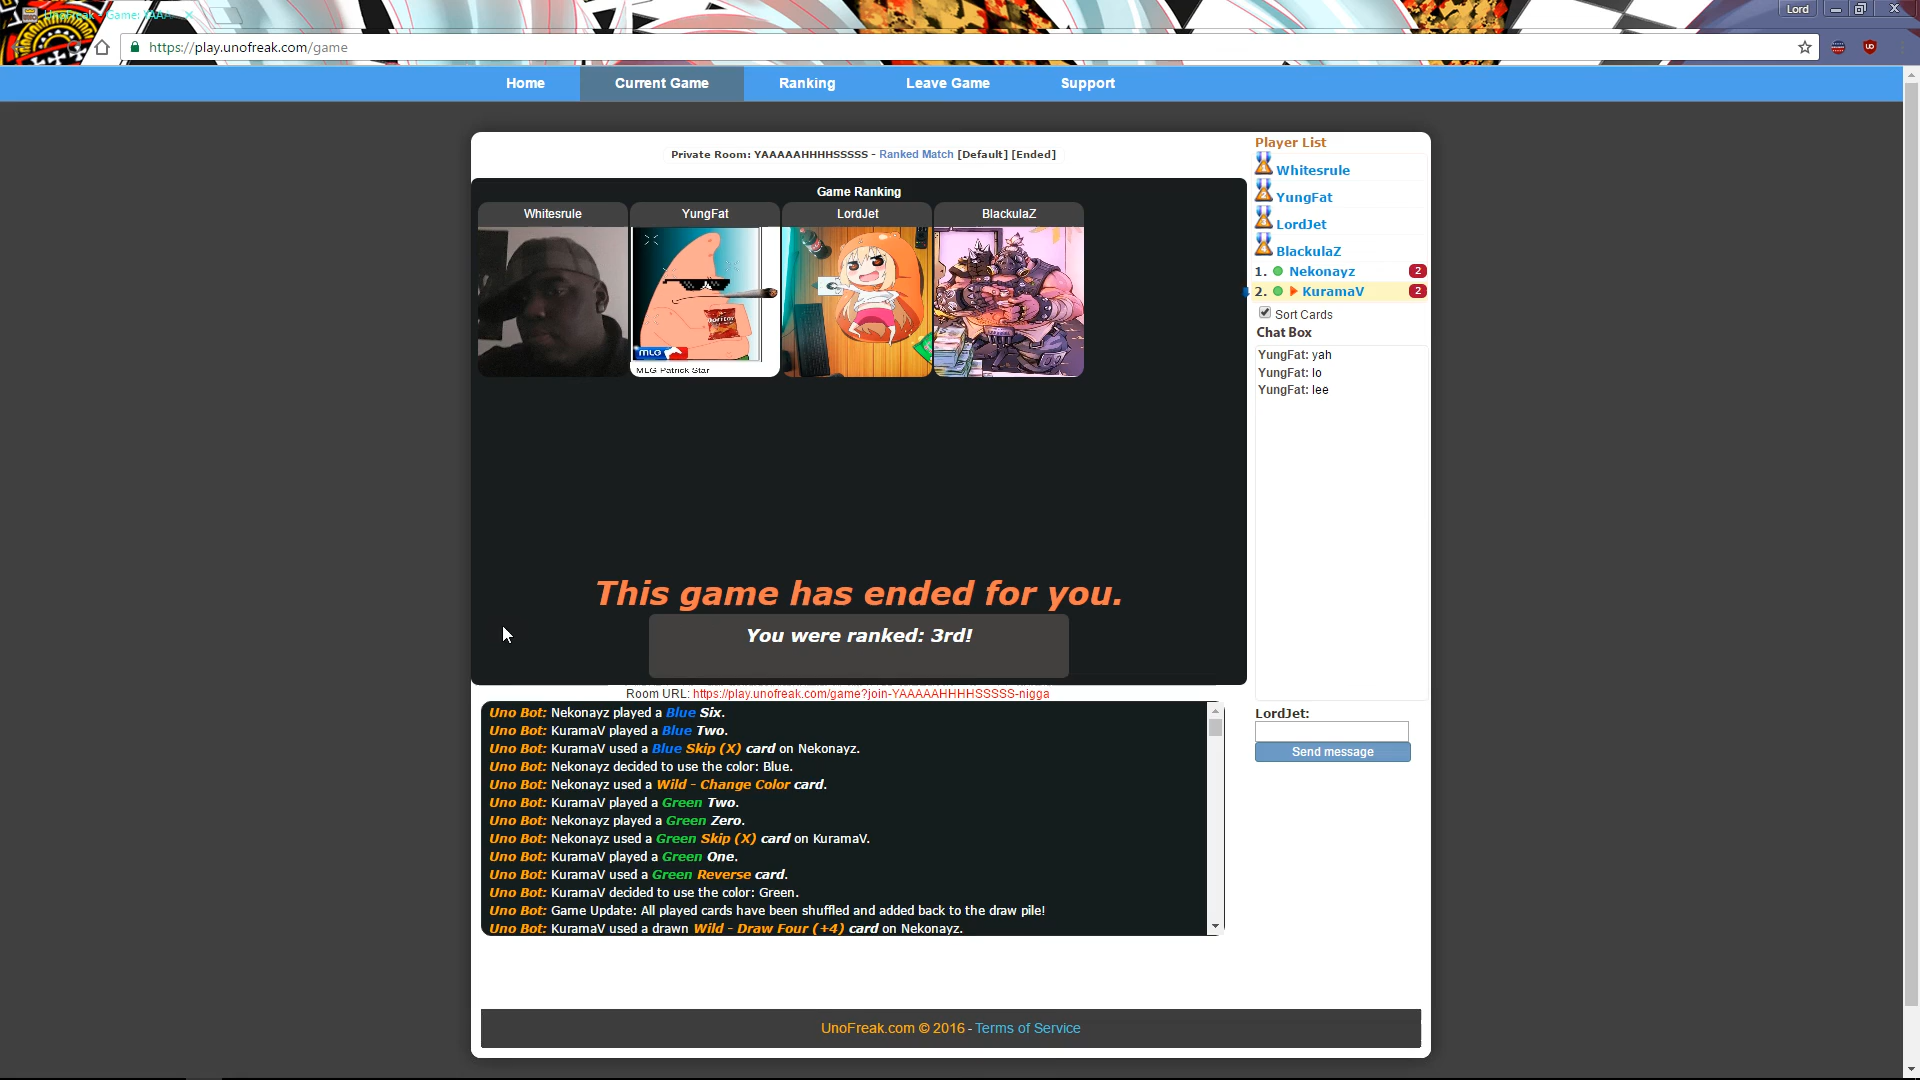 UnoFreak - Game: YAAA
Lord
https://play.unofreak.com/game
Home
Current Game
Ranking
Leave Game
Support
Private Room: YAAAAAHHHHSSSSS - Ranked Match [Default] [Ended]
Game Ranking
Whitesrule
YungFat
LordJet
BlackulaZ
MLG
MLG Patrick Star
This game has ended for you.
You were ranked: 3rd!
Room URL: https://play.unofreak.com/game?join-YAAAAAHHHHSSSSS-nigga
Uno Bot: Nekonayz played a Blue Six.
Uno Bot: KuramaV played a Blue Two.
Uno Bot: KuramaV used a Blue Skip (X) card on Nekonayz.
Uno Bot: Nekonayz decided to use the color: Blue.
Uno Bot: Nekonayz used a Wild - Change Color card.
Uno Bot: KuramaV played a Green Two.
Uno Bot: Nekonayz played a Green Zero.
Uno Bot: Nekonayz used a Green Skip (X) card on KuramaV.
Uno Bot: KuramaV played a Green One.
Uno Bot: KuramaV used a Green Reverse card.
Uno Bot: KuramaV decided to use the color: Green.
Uno Bot: Game Update: All played cards have been shuffled and added back to the draw pile!
Uno Bot: KuramaV used a drawn Wild - Draw Four (+4) card on Nekonayz.
Player List
Whitesrule
YungFat
LordJet
BlackulaZ
1. Nekonayz 2
2. KuramaV 2
Sort Cards
Chat Box
YungFat: yah
YungFat: lo
YungFat: lee
LordJet:
Send message
UnoFreak.com © 2016 - Terms of Service